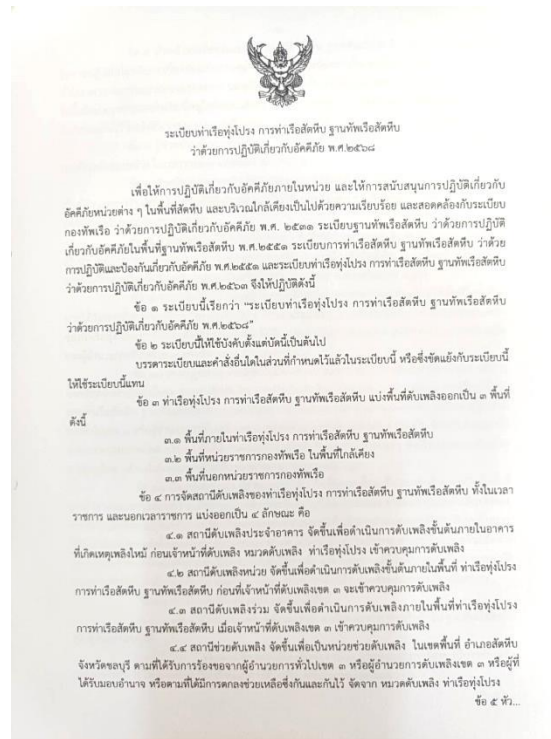 ระเบียบท่าเรือทุ่งโปรง การท่าเรือสัตหีบ ฐานทัพเรือสัตหีบ
ว่าด้วยการปฏิบัติเกี่ยวกับอัคคีภัย พ.ศ.๒๕๖๘
เพื่อให้การปฏิบัติเกี่ยวกับอัคคีภัยภายในหน่วย และให้การสนับสนุนการปฏิบัติเกี่ยวกับ
อัคคีภัยหน่วยต่าง ๆ ในพื้นที่สัตหีบ และบริเวณใกล้เคียงเป็นไปด้วยความเรียบร้อย และสอดคล้องกับระเบียบ
กองทัพเรือ ว่าด้วยการปฏิบัติเกี่ยวกับอัคคีภัย พ.ศ. ๒๕๓๑ ระเบียบฐานทัพเรือสัตหีบ ว่าด้วยการปฏิบัติ
เกี่ยวกับอัคคีภัยในพื้นที่ฐานทัพเรือสัตหีบ พ.ศ.๒๕๕๑ ระเบียบการท่าเรือสัตหีบ ฐานทัพเรือสัตหีบ ว่าด้วย
การปฏิบัติและป้องกันเกี่ยวกับอัคคีภัย พ.ศ.๒๕๕๑ และระเบียบท่าเรือทุ่งโปรง การท่าเรือสัตหีบ ฐานทัพเรือสัตหีบ
ว่าด้วยการปฏิบัติเกี่ยวกับอัคคีภัย พ.ศ.๒๕๖๓ จึงให้ปฏิบัติดังนี้
ข้อ ๑ ระเบียบนี้เรียกว่า "ระเบียบท่าเรือทุ่งโปรง การท่าเรือสัตหีบ ฐานทัพเรือสัตหีบ
ว่าด้วยการปฏิบัติเกี่ยวกับอัคคีภัย พ.ศ.๒๕๖๘"
ข้อ ๒ ระเบียบนี้ให้ใช้บังคับตั้งแต่บัดนี้เป็นต้นไป
บรรดาระเบียบและคำสั่งอื่นใดในส่วนที่กำหนดไว้แล้วในระเบียบนี้ หรือซึ่งขัดแย้งกับระเบียบนี้
ให้ใช้ระเบียบนี้แทน
ข้อ ๓ ท่าเรือทุ่งโปรง การท่าเรือสัตหีบ ฐานทัพเรือสัตหีบ แบ่งพื้นที่ดับเพลิงออกเป็น ๓ พื้นที่
ดังนี้
๓.๑ พื้นที่ภายในท่าเรือทุ่งโปรง การท่าเรือสัตหีบ ฐานทัพเรือสัตหีบ
๓.๒ พื้นที่หน่วยราชการกองทัพเรือ ในพื้นที่ใกล้เคียง
๓.๓ พื้นที่นอกหน่วยราชการกองทัพเรือ
ข้อ ๔ การจัดสถานีดับเพลิงของท่าเรือทุ่งโปรง การท่าเรือสัตหีบ ฐานทัพเรือสัตหีบ ทั้งในเวลา
ราชการ และนอกเวลาราชการ แบ่งออกเป็น ๔ ลักษณะ คือ
๔.๑ สถานีดับเพลิงประจำอาคาร จัดขึ้นเพื่อดำเนินการดับเพลิงขั้นต้นภายในอาคาร
ที่เกิดเหตุเพลิงไหม้ ก่อนเจ้าหน้าที่ดับเพลิง หมวดดับเพลิง ท่าเรือทุ่งโปรง เข้าควบคุมการดับเพลิง
๔.๒ สถานีดับเพลิงหน่วย จัดขึ้นเพื่อดำเนินการดับเพลิงขั้นต้นภายในพื้นที่ ท่าเรือทุ่งโปรง
การท่าเรือสัตหีบ ฐานทัพเรือสัตหีบ ก่อนที่เจ้าหน้าที่ดับเพลิงเขต ๓ จะเข้าควบคุมการดับเพลิง
๔.๓ สถานีดับเพลิงร่วม จัดขึ้นเพื่อดำเนินการดับเพลิงภายในพื้นที่ท่าเรือทุ่งโปรง
การท่าเรือสัตหีบ ฐานทัพเรือสัตหีบ เมื่อเจ้าหน้าที่ดับเพลิงเขต ๓ เข้าควบคุมการดับเพลิง
๔.๔ สถานีช่วยดับเพลิง จัดขึ้นเพื่อเป็นหน่วยช่วยดับเพลิง ในเขตพื้นที่ อำเภอสัตหีบ
จังหวัดชลบุรี ตามที่ได้รับการร้องขอจากผู้อำนวยการทั่วไปเขต ๓ หรือผู้อำนวยการดับเพลิงเขต ๓ หรือผู้ที่
ได้รับมอบอำนาจ หรือตามที่ได้มีการตกลงช่วยเหลือซึ่งกันและกันไว้ จัดจาก หมวดดับเพลิง ท่าเรือทุ่งโปรง
ข้อ ๕ หัว...